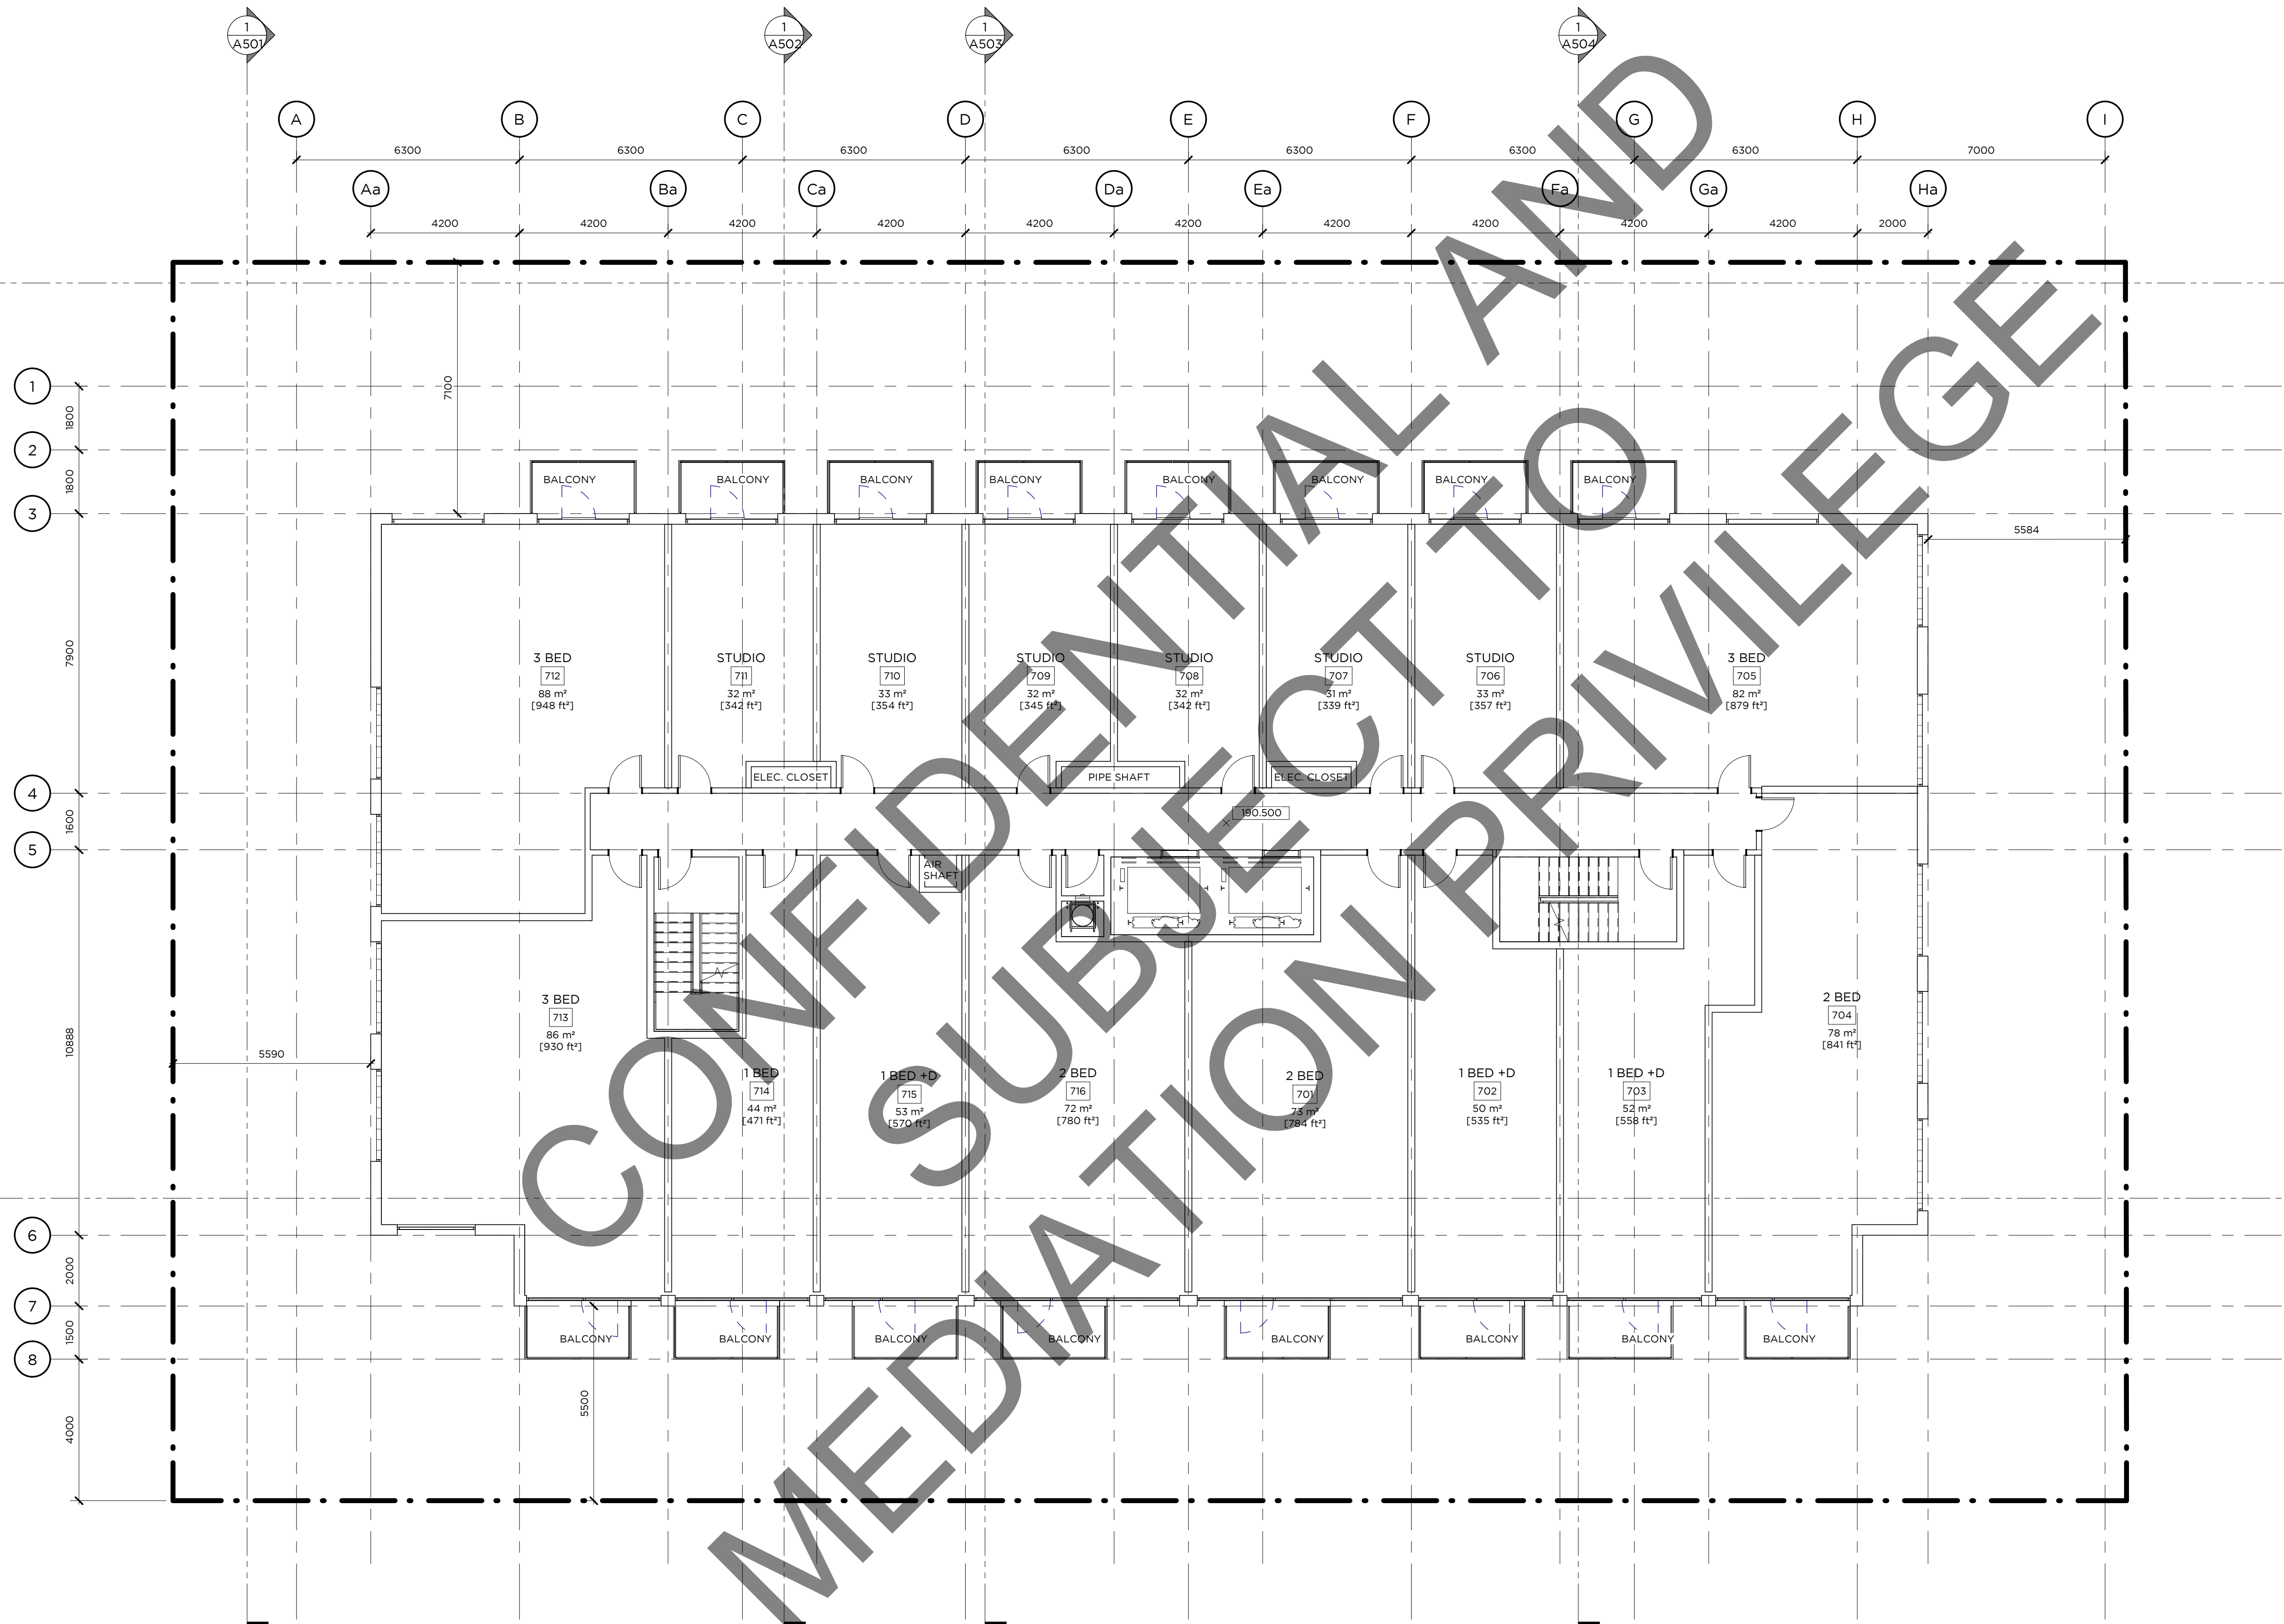 1
A501
1
A502
1
A503
1
A504
A
B
C
D
E
F
G
H
I
6300
6300
6300
6300
6300
6300
6300
7000
Aa
Ba
Ca
Da
Ea
Fa
Ga
Ha
4200
4200
4200
4200
4200
4200
4200
4200
4200
4200
2000
1
2
3
4
5
6
7
8
1800
1800
7900
1600
10888
2000
1500
4000
7100
5584
5590
5500
BALCONY
BALCONY
BALCONY
BALCONY
BALCONY
BALCONY
BALCONY
BALCONY
3 BED
712
88 m²
[948 ft²]
STUDIO
711
32 m²
[342 ft²]
STUDIO
710
33 m²
[354 ft²]
STUDIO
709
32 m²
[345 ft²]
STUDIO
708
32 m²
[342 ft²]
STUDIO
707
31 m²
[339 ft²]
STUDIO
706
33 m²
[357 ft²]
3 BED
705
82 m²
[879 ft²]
ELEC. CLOSET
PIPE SHAFT
ELEC. CLOSET
190.500
AIR
SHAFT
3 BED
713
86 m²
[930 ft²]
1 BED
714
44 m²
[471 ft²]
1 BED +D
715
53 m²
[570 ft²]
2 BED
716
72 m²
[780 ft²]
2 BED
701
73 m²
[784 ft²]
1 BED +D
702
50 m²
[535 ft²]
1 BED +D
703
52 m²
[558 ft²]
2 BED
704
78 m²
[841 ft²]
BALCONY
BALCONY
BALCONY
BALCONY
BALCONY
BALCONY
BALCONY
BALCONY
CONFIDENTIAL AND
SUBJECT TO
MEDIATION PRIVILEGE